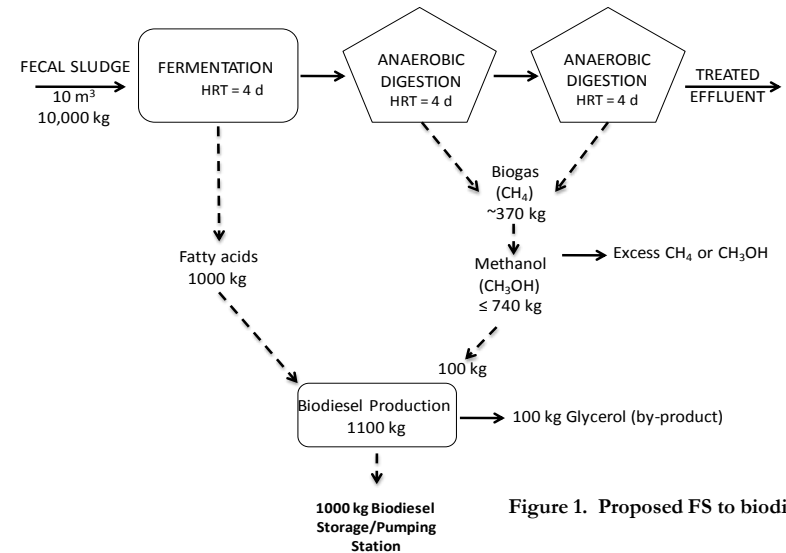 FECAL SLUDGE
10 m³
10,000 kg
FERMENTATION
HRT = 4 d
ANAEROBIC
DIGESTION
HRT = 4 d
ANAEROBIC
DIGESTION
HRT = 4 d
TREATED
EFFLUENT
Biogas
(CH₄)
~370 kg
Fatty acids
1000 kg
Methanol
(CH₃OH)
≤ 740 kg
Excess CH₄ or CH₃OH
100 kg
Biodiesel Production
1100 kg
100 kg Glycerol (by-product)
1000 kg Biodiesel
Storage/Pumping
Station
Figure 1. Proposed FS to biodi